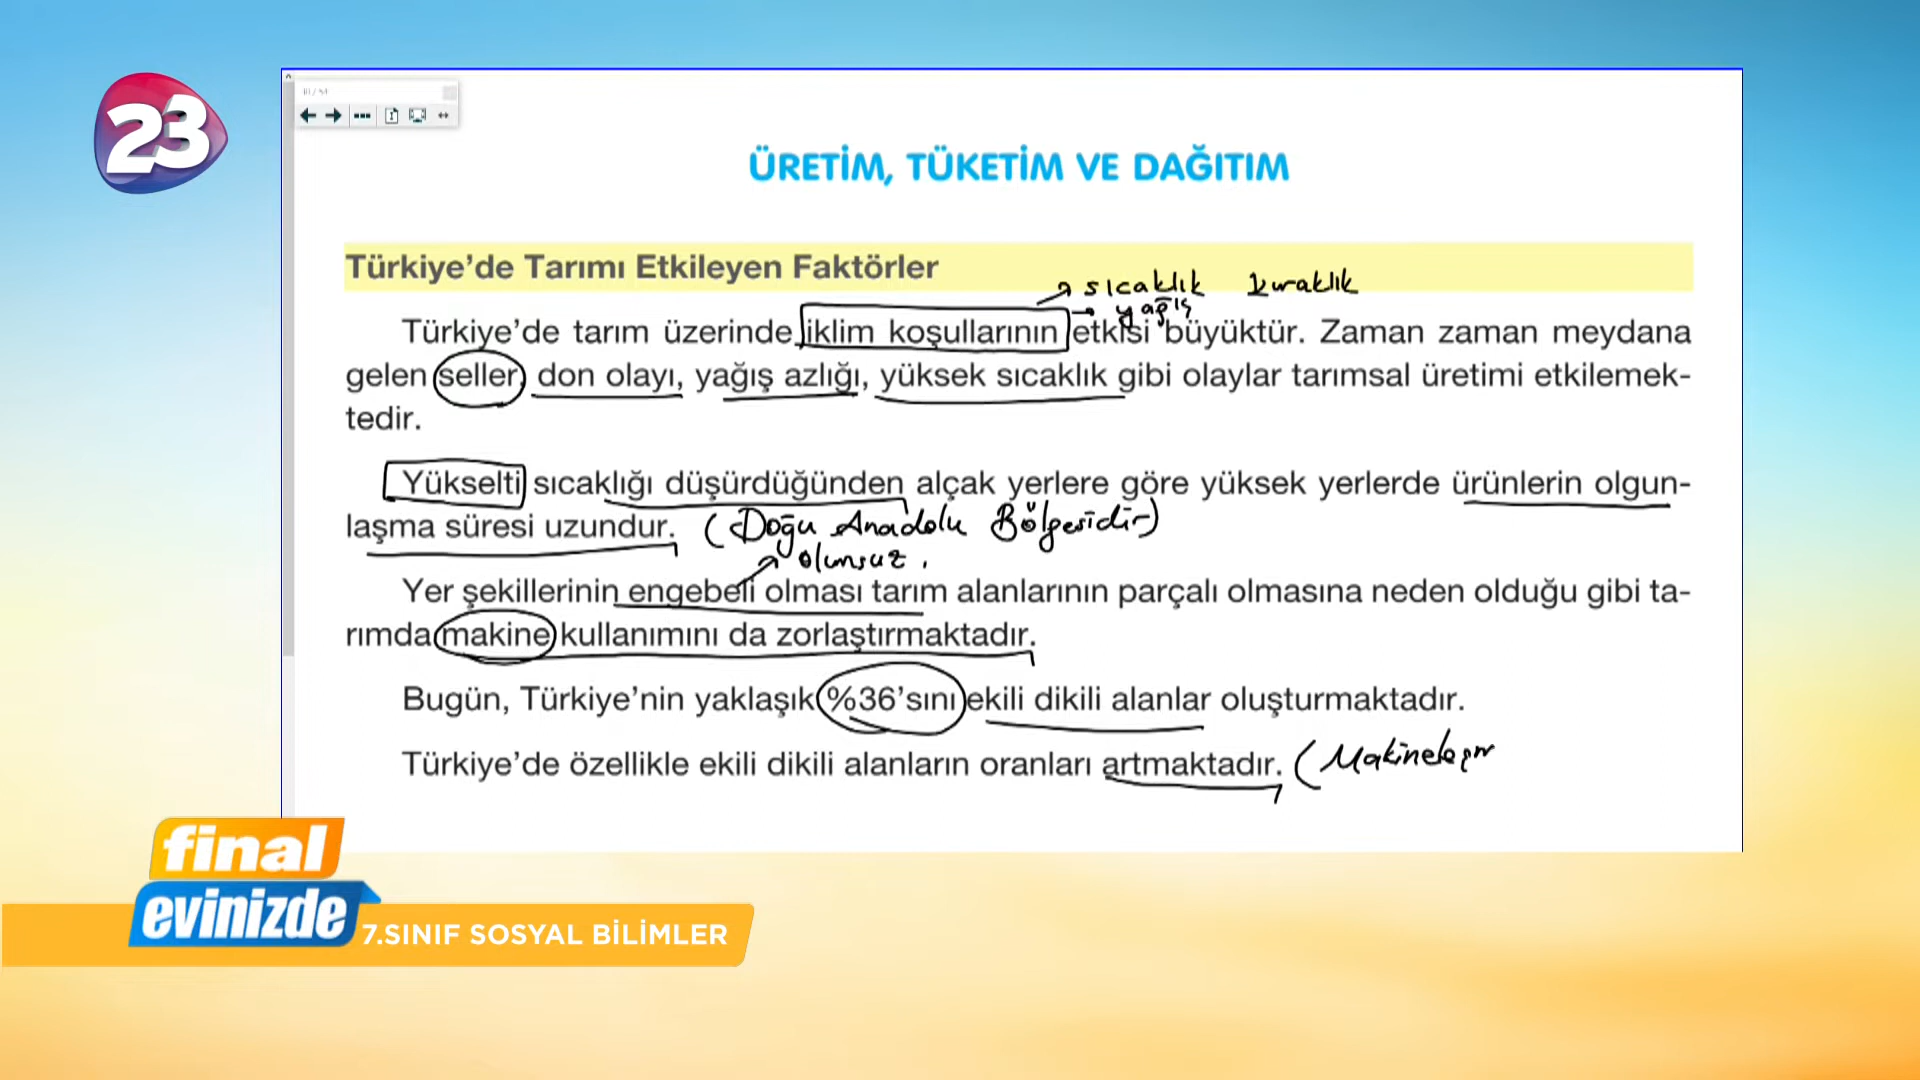 23
10 / 54
ÜRETİM, TÜKETİM VE DAĞITIM
Türkiye'de Tarımı Etkileyen Faktörler
sıcaklık kuraklık
yağış
Türkiye'de tarım üzerinde iklim koşullarının etkisi büyüktür. Zaman zaman meydana
gelen seller, don olayı, yağış azlığı, yüksek sıcaklık gibi olaylar tarımsal üretimi etkilemek-
tedir.
Yükselti sıcaklığı düşürdüğünden alçak yerlere göre yüksek yerlerde ürünlerin olgun-
laşma süresi uzundur. (Doğu Anadolu Bölgesidir)
olumsuz.
Yer şekillerinin engebeli olması tarım alanlarının parçalı olmasına neden olduğu gibi ta-
rımda makine kullanımını da zorlaştırmaktadır.
Bugün, Türkiye'nin yaklaşık %36'sını ekili dikili alanlar oluşturmaktadır.
Türkiye'de özellikle ekili dikili alanların oranları artmaktadır. (Makineleşm
final
evinizde
7.SINIF SOSYAL BİLİMLER